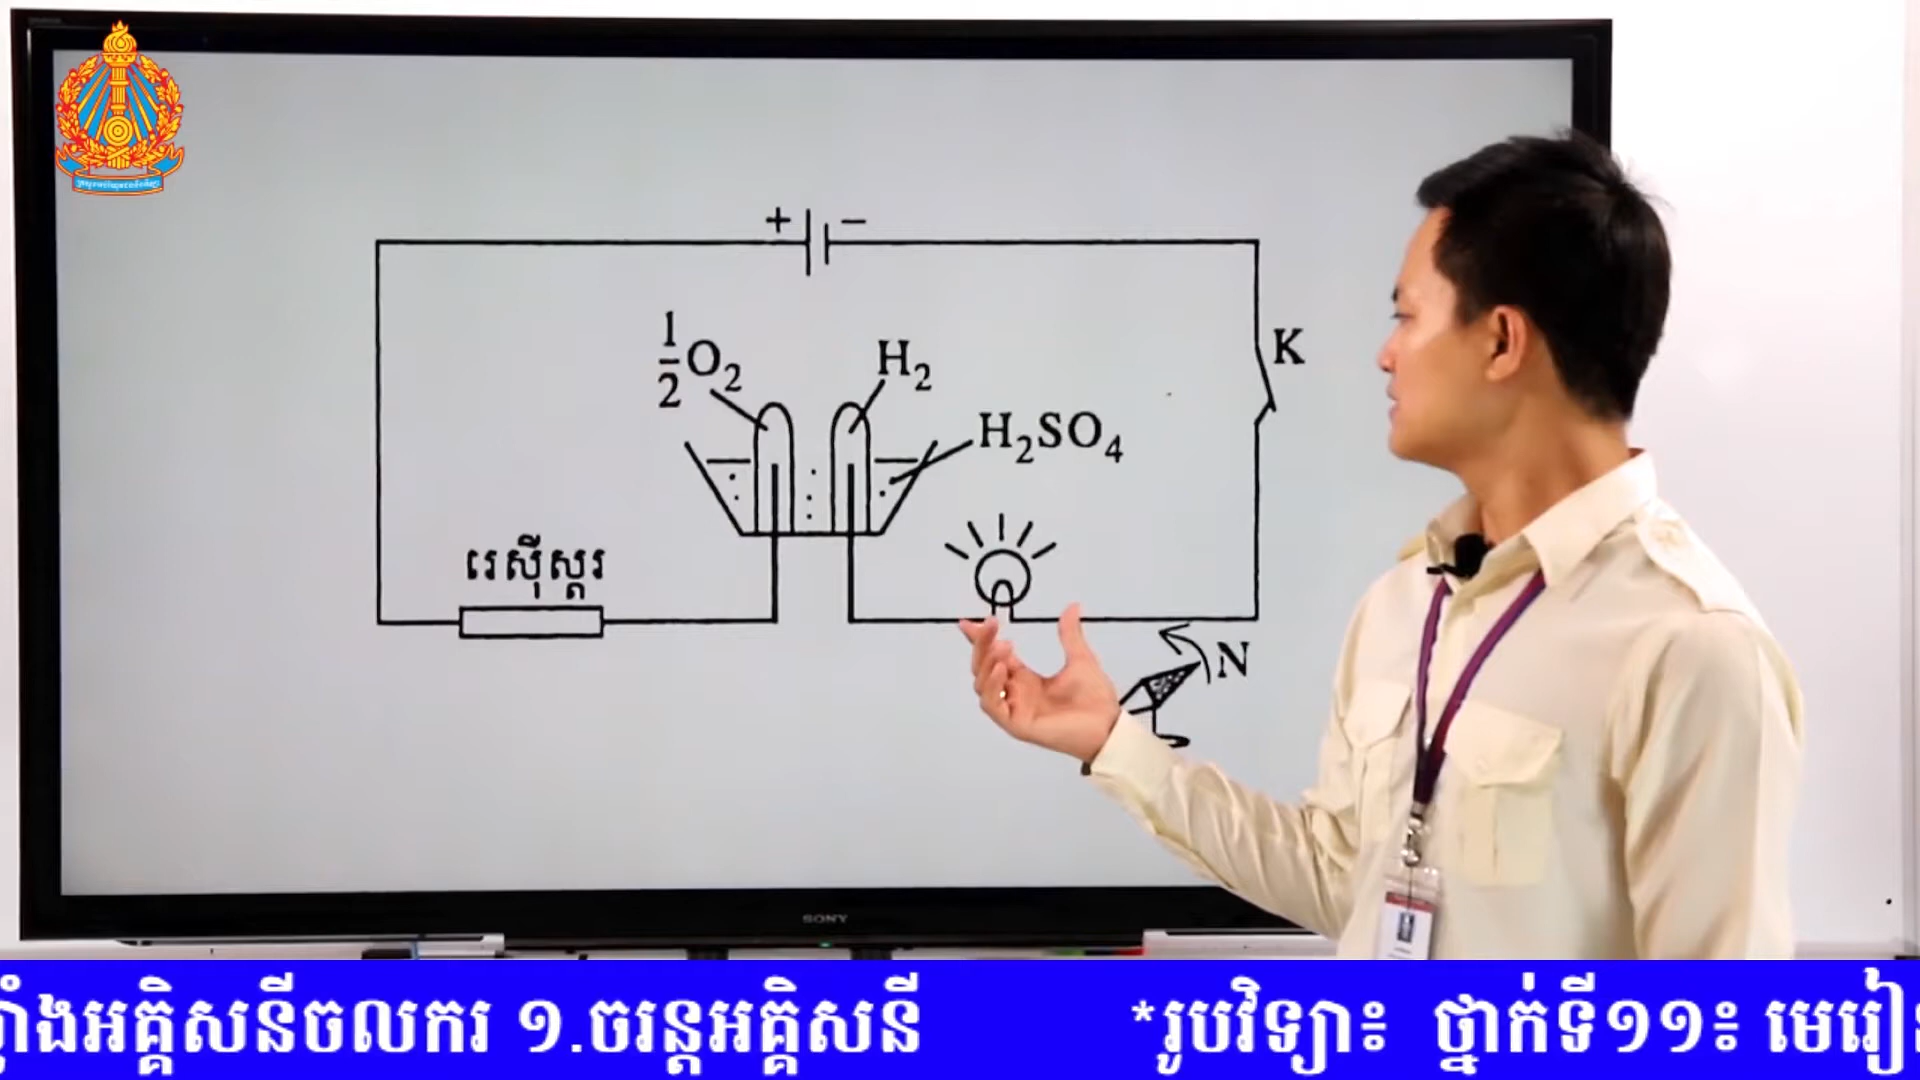 + −
K
1/2 O₂
H₂
H₂SO₄
រេស៊ីស្តរ
N
SONY
ាំងអគ្គិសនីចលករ ១.ចរន្តអគ្គិសនី *រូបវិទ្យា៖ ថ្នាក់ទី១១៖ មេរៀន